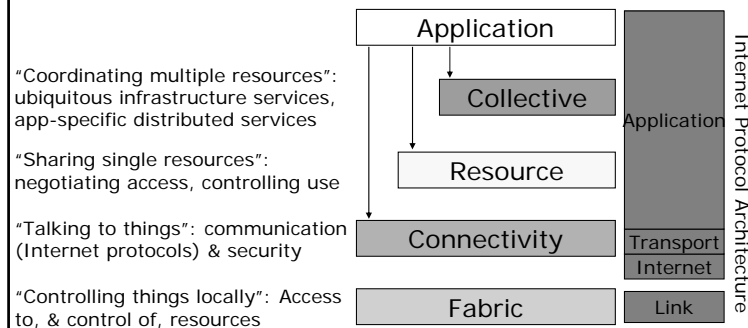 Application
“Coordinating multiple resources”:
ubiquitous infrastructure services,
app-specific distributed services
Collective
“Sharing single resources”:
negotiating access, controlling use
Resource
“Talking to things”: communication
(Internet protocols) & security
Connectivity
“Controlling things locally”: Access
to, & control of, resources
Fabric
Application
Transport
Internet
Link
Internet Protocol Architecture